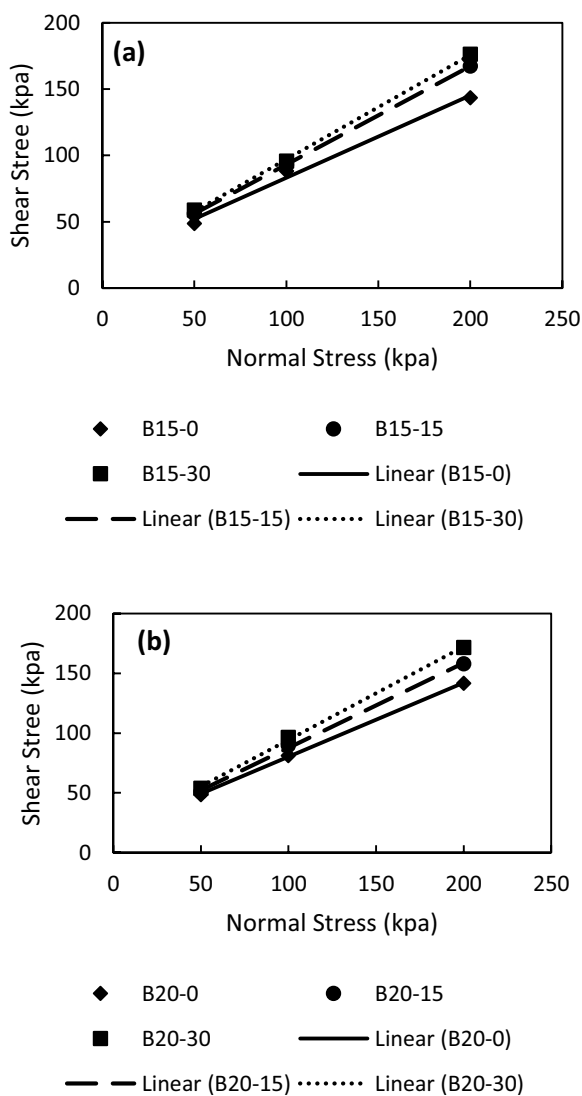 (a)
Shear Stree (kpa)
200
150
100
50
0
0 50 100 150 200 250
Normal Stress (kpa)
B15-0 B15-15
B15-30 Linear (B15-0)
Linear (B15-15) Linear (B15-30)
(b)
Shear Stree (kpa)
200
150
100
50
0
0 50 100 150 200 250
Normal Stress (kpa)
B20-0 B20-15
B20-30 Linear (B20-0)
Linear (B20-15) Linear (B20-30)